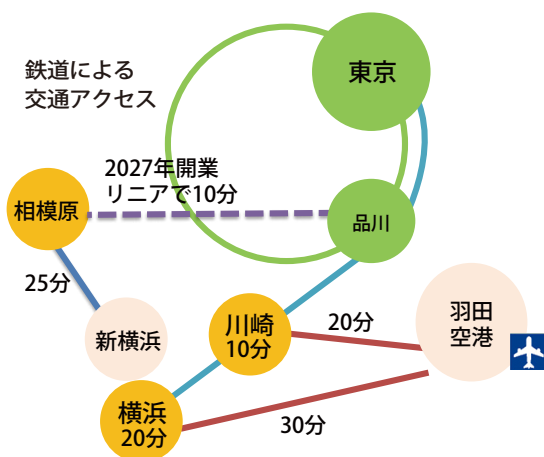 鉄道による
交通アクセス
東京
2027年開業
リニアで10分
相模原
品川
25分
新横浜
川崎
10分
20分
羽田
空港
横浜
20分
30分